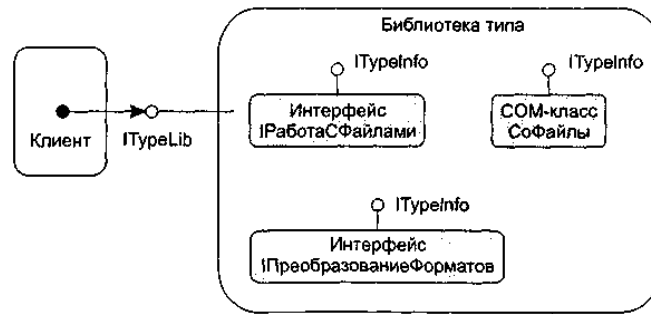 Библиотека типа
ITypeInfo
ITypeInfo
Клиент
ITypeLib
Интерфейс
IРаботаСФайлами
СОМ-класс
СоФайлы
ITypeInfo
Интерфейс
IПреобразованиеФорматов